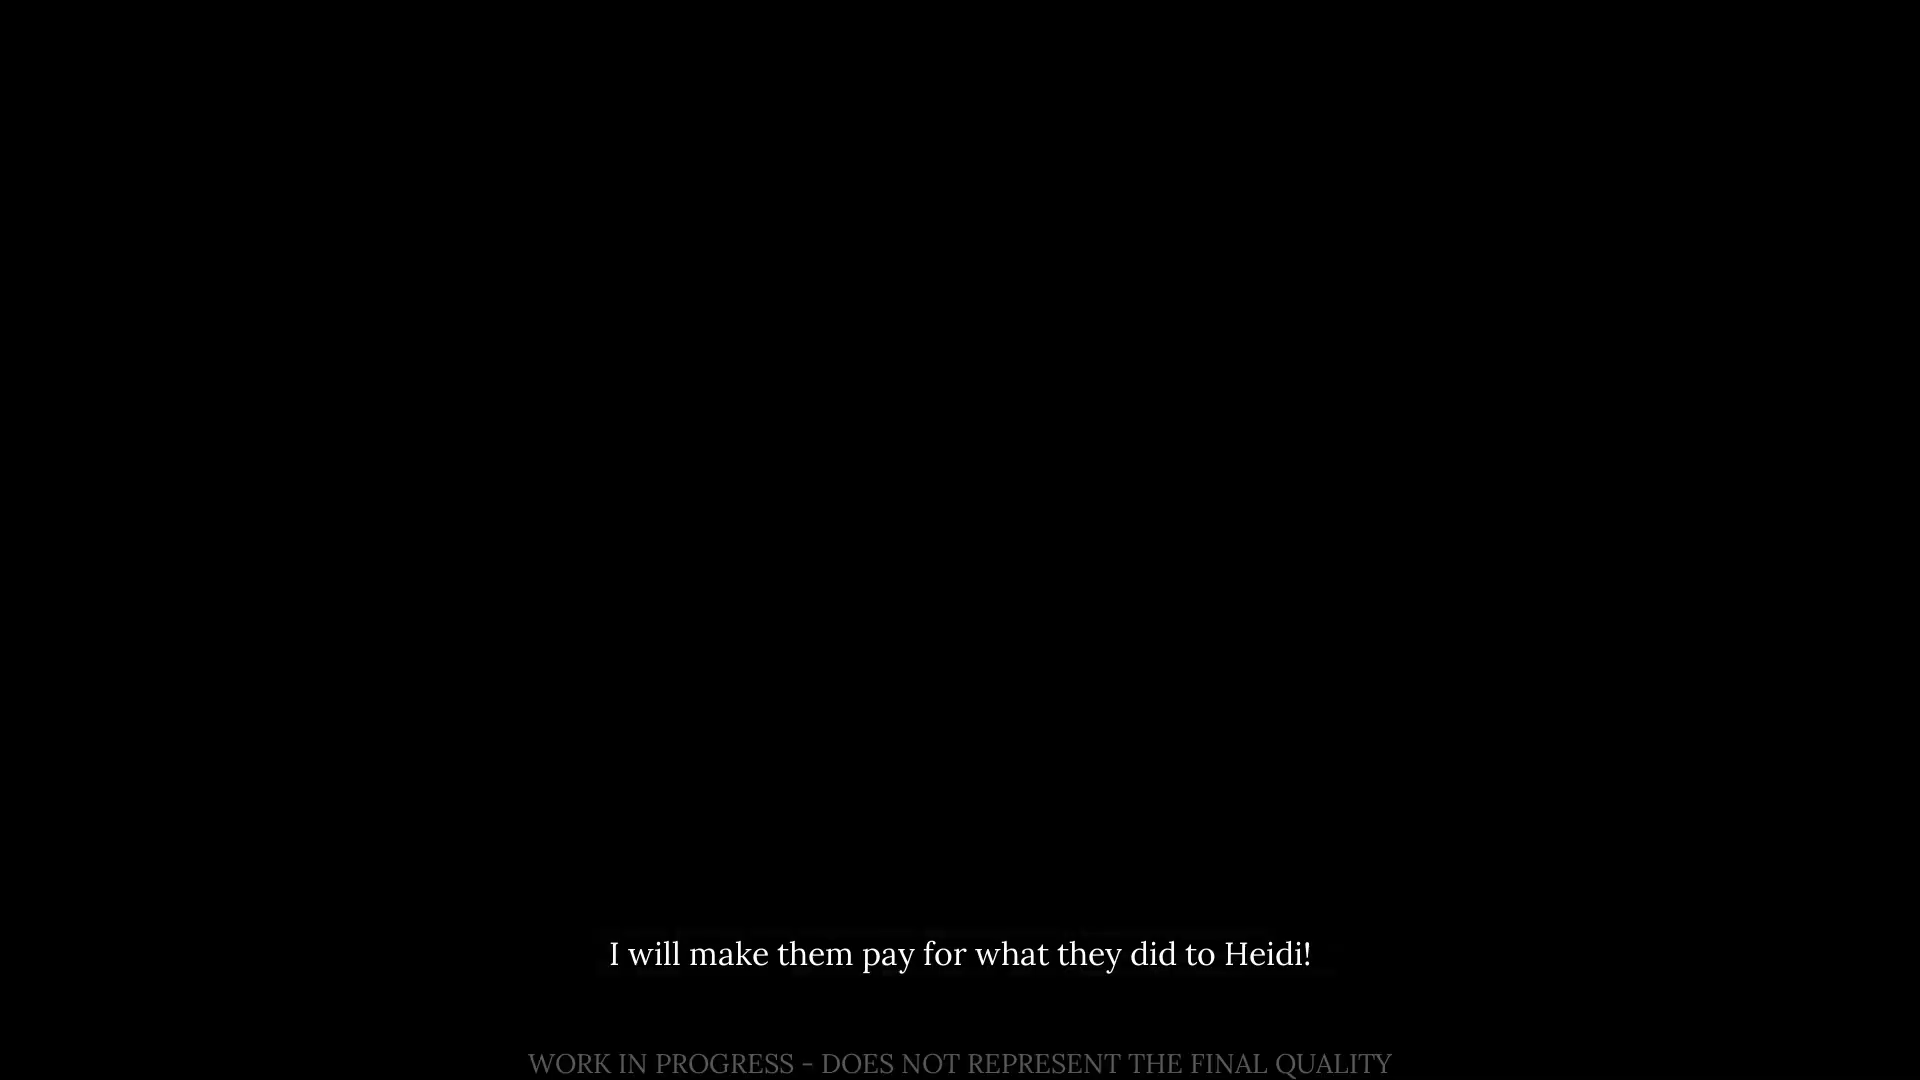 I will make them pay for what they did to Heidi!
WORK IN PROGRESS - DOES NOT REPRESENT THE FINAL QUALITY